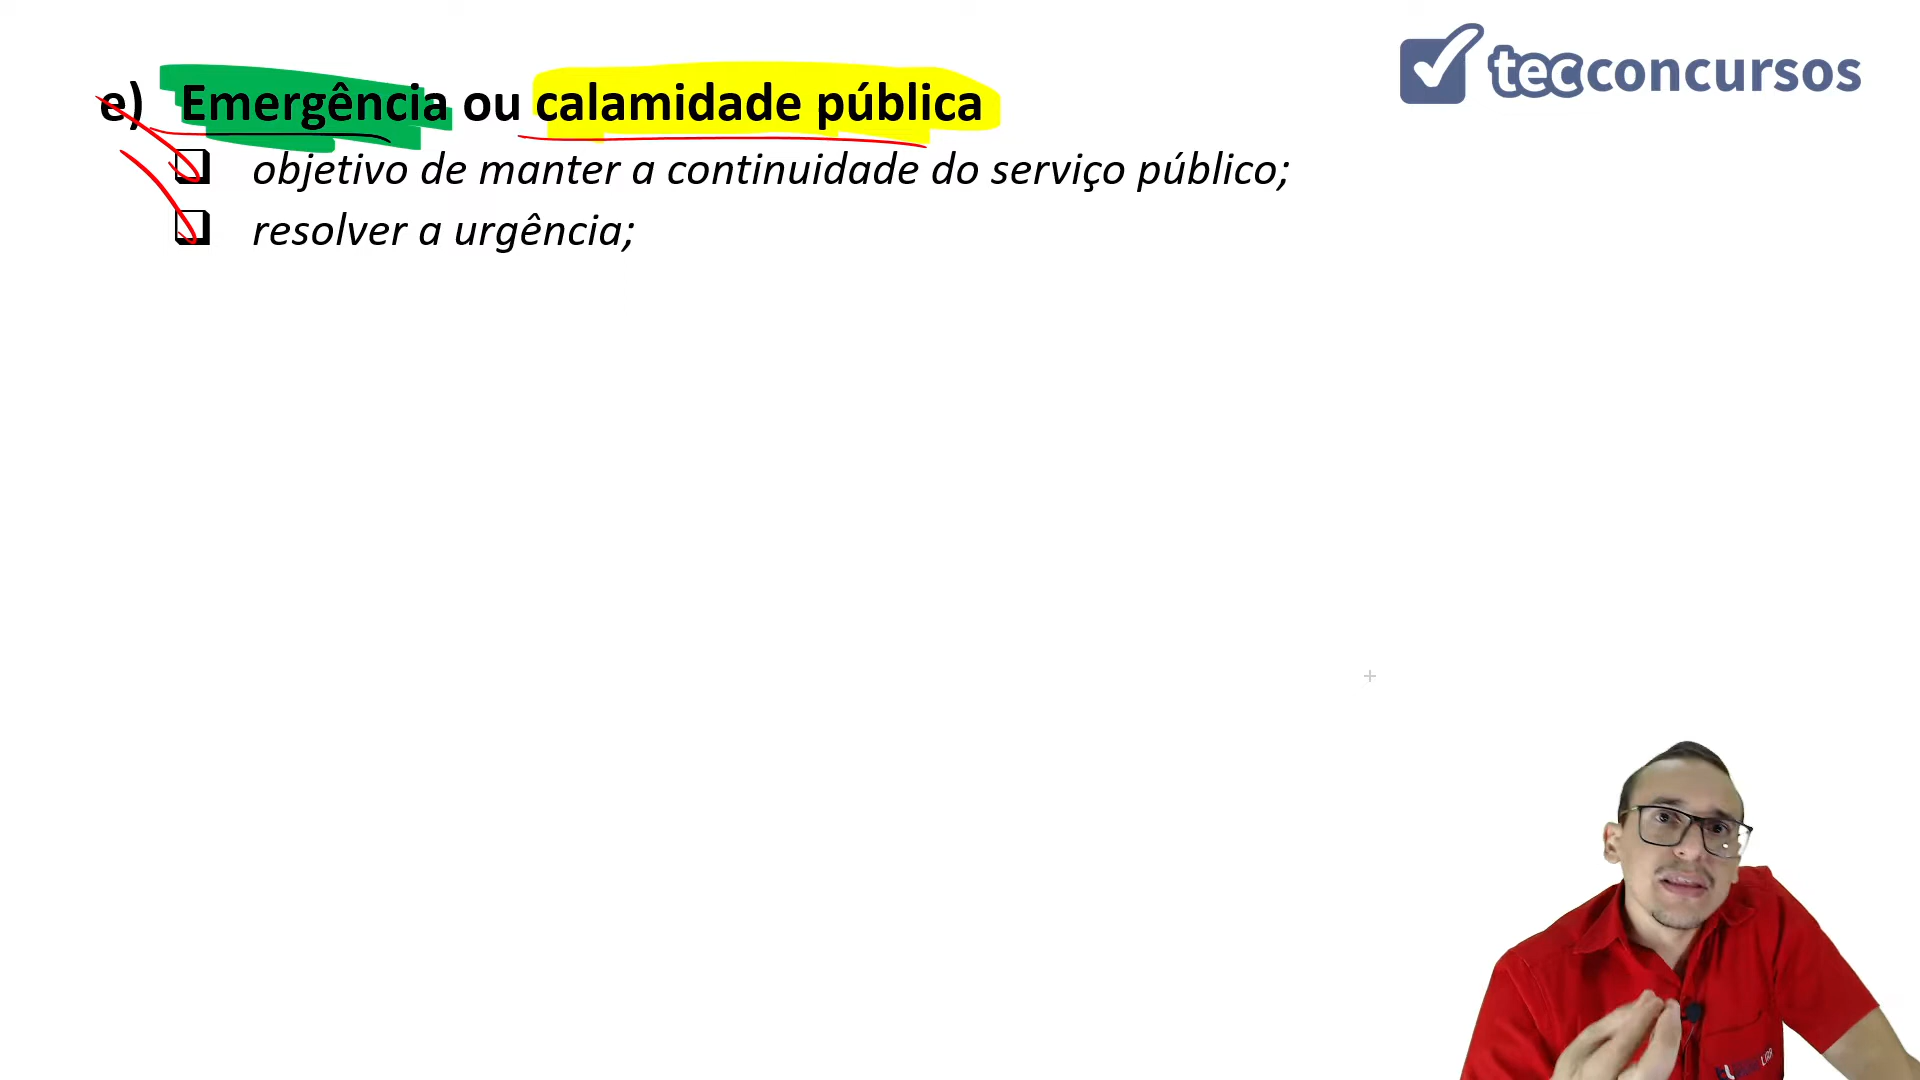 tecconcursos
e) Emergência ou calamidade pública
objetivo de manter a continuidade do serviço público;
resolver a urgência;